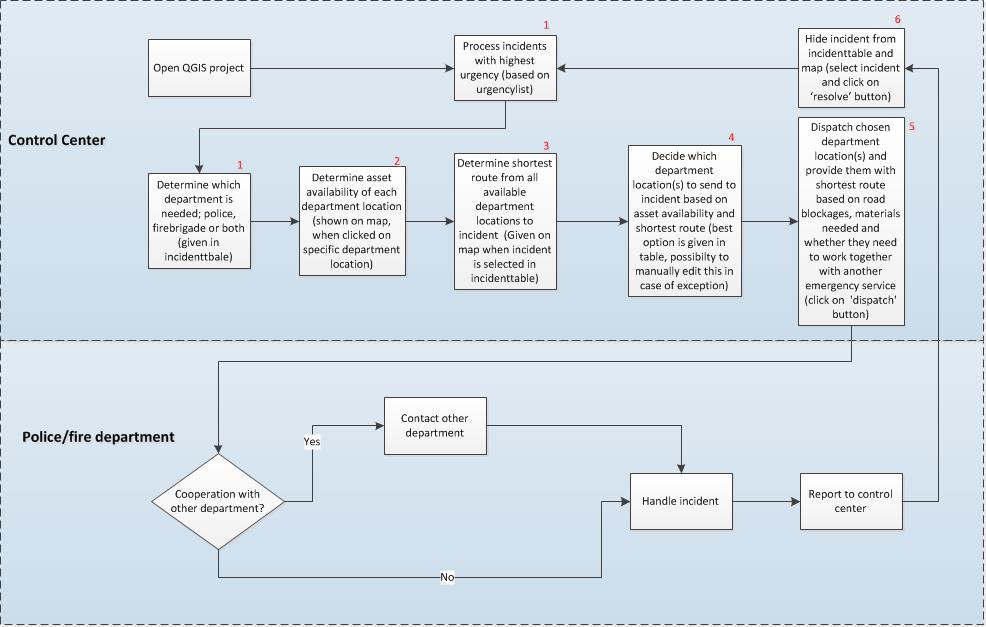 Control Center
Open QGIS project
1
Process incidents
with highest
urgency (based on
urgencylist)
6
Hide incident from
incidenttable and
map (select incident
and click on
‘resolve’ button)
1
Determine which
department is
needed; police,
firebrigade or both
(given in
incidenttbale)
2
Determine asset
availability of each
department location
(shown on map,
when clicked on
specific department
location)
3
Determine shortest
route from all
available
department
locations to
incident (Given on
map when incident
is selected in
incidenttable)
4
Decide which
department
location(s) to send to
incident based on
asset availability and
shortest route (best
option is given in
table, possibilty to
manually edit this in
case of exception)
5
Dispatch chosen
department
location(s) and
provide them with
shortest route
based on road
blockages, materials
needed and
whether they need
to work together
with another
emergency service
(click on 'dispatch'
button)
Police/fire department
Cooperation with
other department?
Yes
Contact other
department
No
Handle incident
Report to control
center